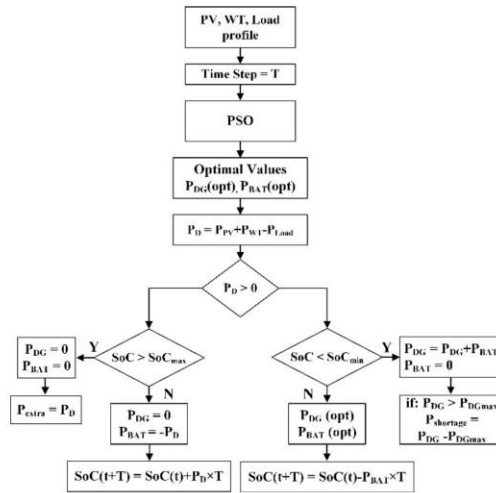 PV, WT, Load
profile
Time Step = T
PSO
Optimal Values
P_DG(opt), P_BAT(opt)
P_D = P_PV+P_WT-P_Load
P_D > 0
P_DG = 0
P_BAT = 0
Y
SoC > SoC_max
SoC < SoC_min
Y
P_DG = P_DG+P_BAT
P_BAT = 0
P_extra = P_D
N
P_DG = 0
P_BAT = -P_D
N
P_DG (opt)
P_BAT (opt)
if: P_DG > P_DGmax
P_shortage =
P_DG -P_DGmax
SoC(t+T) = SoC(t)+P_D×T
SoC(t+T) = SoC(t)-P_BAT×T